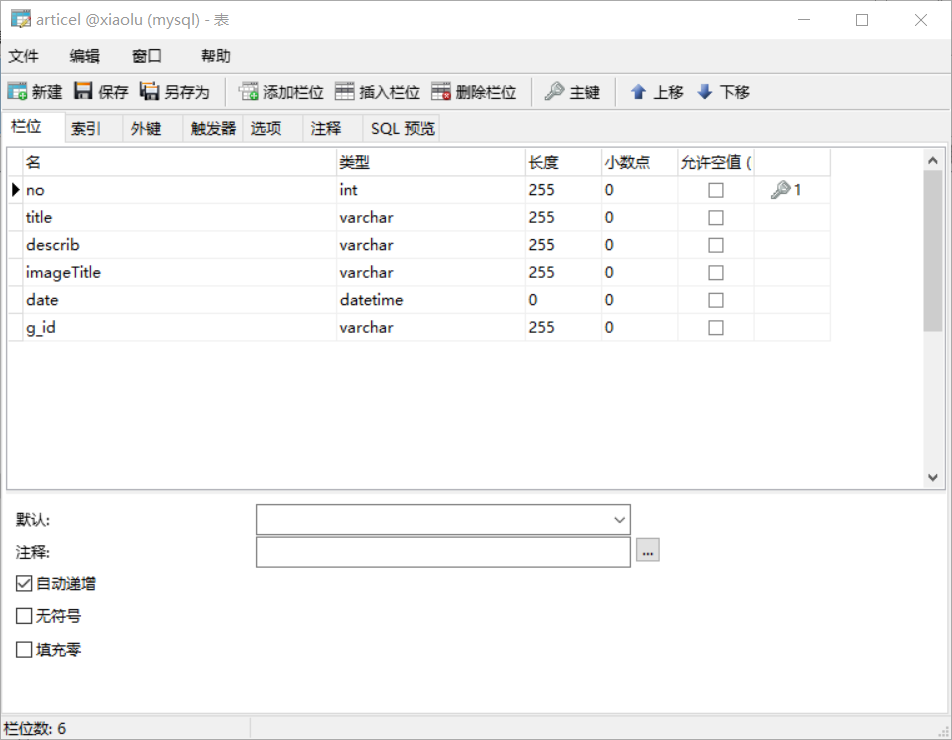 articel @xiaolu (mysql) - 表
文件 编辑 窗口 帮助
新建 保存 另存为 添加栏位 插入栏位 删除栏位 主键 上移 下移
栏位 索引 外键 触发器 选项 注释 SQL 预览
名 类型 长度 小数点 允许空值 (
no int 255 0 1
title varchar 255 0
describ varchar 255 0
imageTitle varchar 255 0
date datetime 0 0
g_id varchar 255 0
默认:
注释: ...
自动递增
无符号
填充零
栏位数: 6